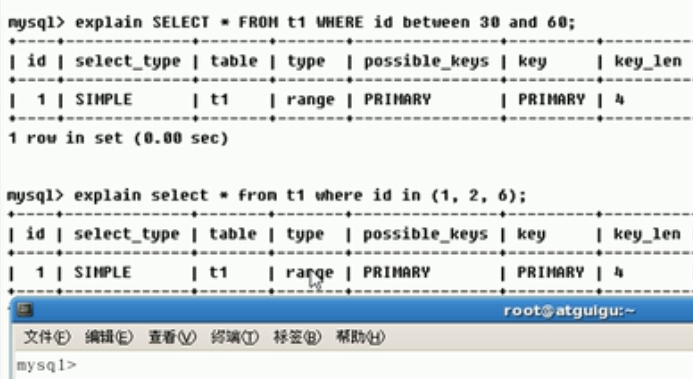 mysql> explain SELECT * FROM t1 WHERE id between 30 and 60;
| id | select_type | table | type | possible_keys | key | key_len
| 1 | SIMPLE | t1 | range | PRIMARY | PRIMARY | 4
1 row in set (0.00 sec)
mysql> explain select * from t1 where id in (1, 2, 6);
| id | select_type | table | type | possible_keys | key | key_len
| 1 | SIMPLE | t1 | range | PRIMARY | PRIMARY | 4
root@atguigu:~
文件(F) 编辑(E) 查看(V) 终端(T) 标签(B) 帮助(H)
mysql>